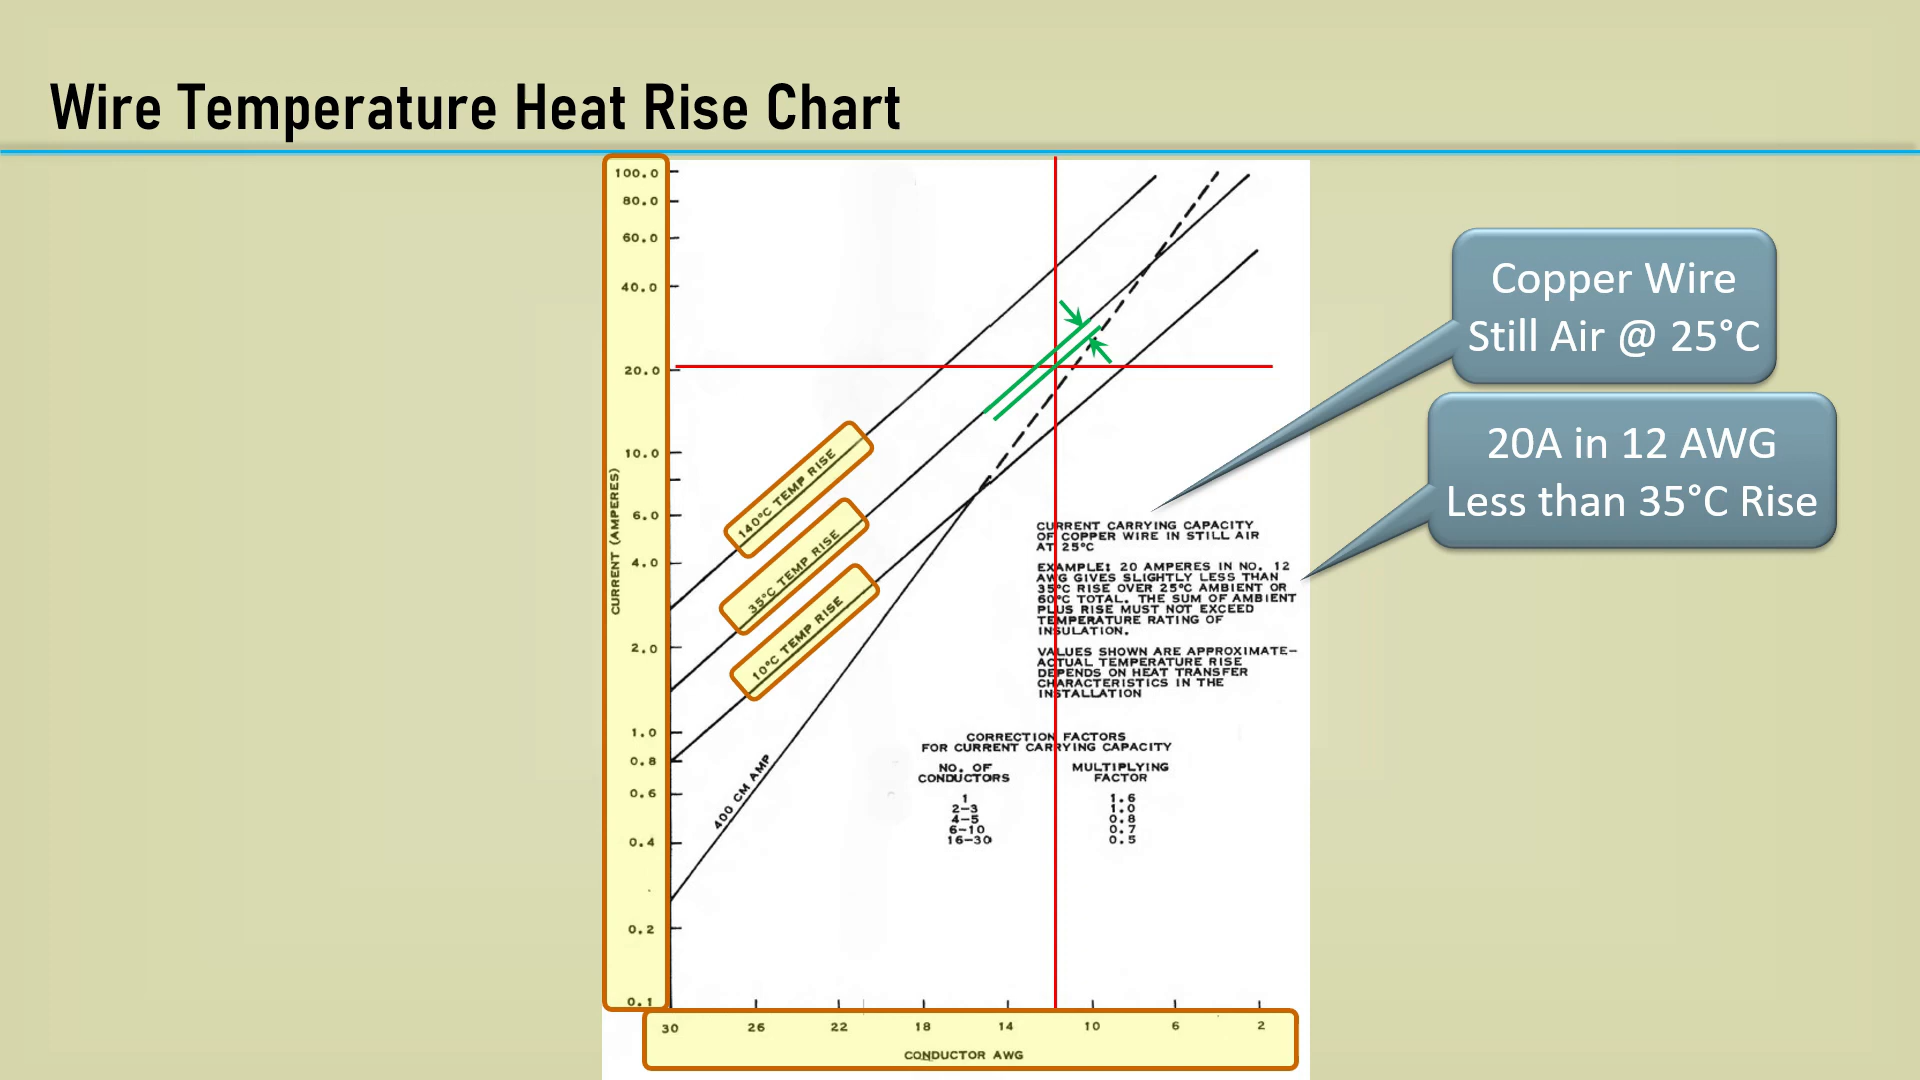 Wire Temperature Heat Rise Chart
100.0
80.0
60.0
40.0
20.0
10.0
6.0
4.0
2.0
1.0
0.8
0.6
0.4
0.2
0.1
CURRENT (AMPERES)
140°C TEMP RISE
35°C TEMP RISE
10°C TEMP RISE
400 CM AMP
Copper Wire
Still Air @ 25°C
20A in 12 AWG
Less than 35°C Rise
CURRENT CARRYING CAPACITY
OF COPPER WIRE IN STILL AIR
AT 25°C
EXAMPLE: 20 AMPERES IN NO. 12
AWG GIVES SLIGHTLY LESS THAN
35°C RISE OVER 25°C AMBIENT OR
60°C TOTAL. THE SUM OF AMBIENT
PLUS RISE MUST NOT EXCEED
TEMPERATURE RATING OF
INSULATION.
VALUES SHOWN ARE APPROXIMATE–
ACTUAL TEMPERATURE RISE
DEPENDS ON HEAT TRANSFER
CHARACTERISTICS IN THE
INSTALLATION
CORRECTION FACTORS
FOR CURRENT CARRYING CAPACITY
NO. OF CONDUCTORS MULTIPLYING FACTOR
1 1.6
2–3 1.0
4–5 0.8
6–10 0.7
16–30 0.5
30 26 22 18 14 10 6 2
CONDUCTOR AWG